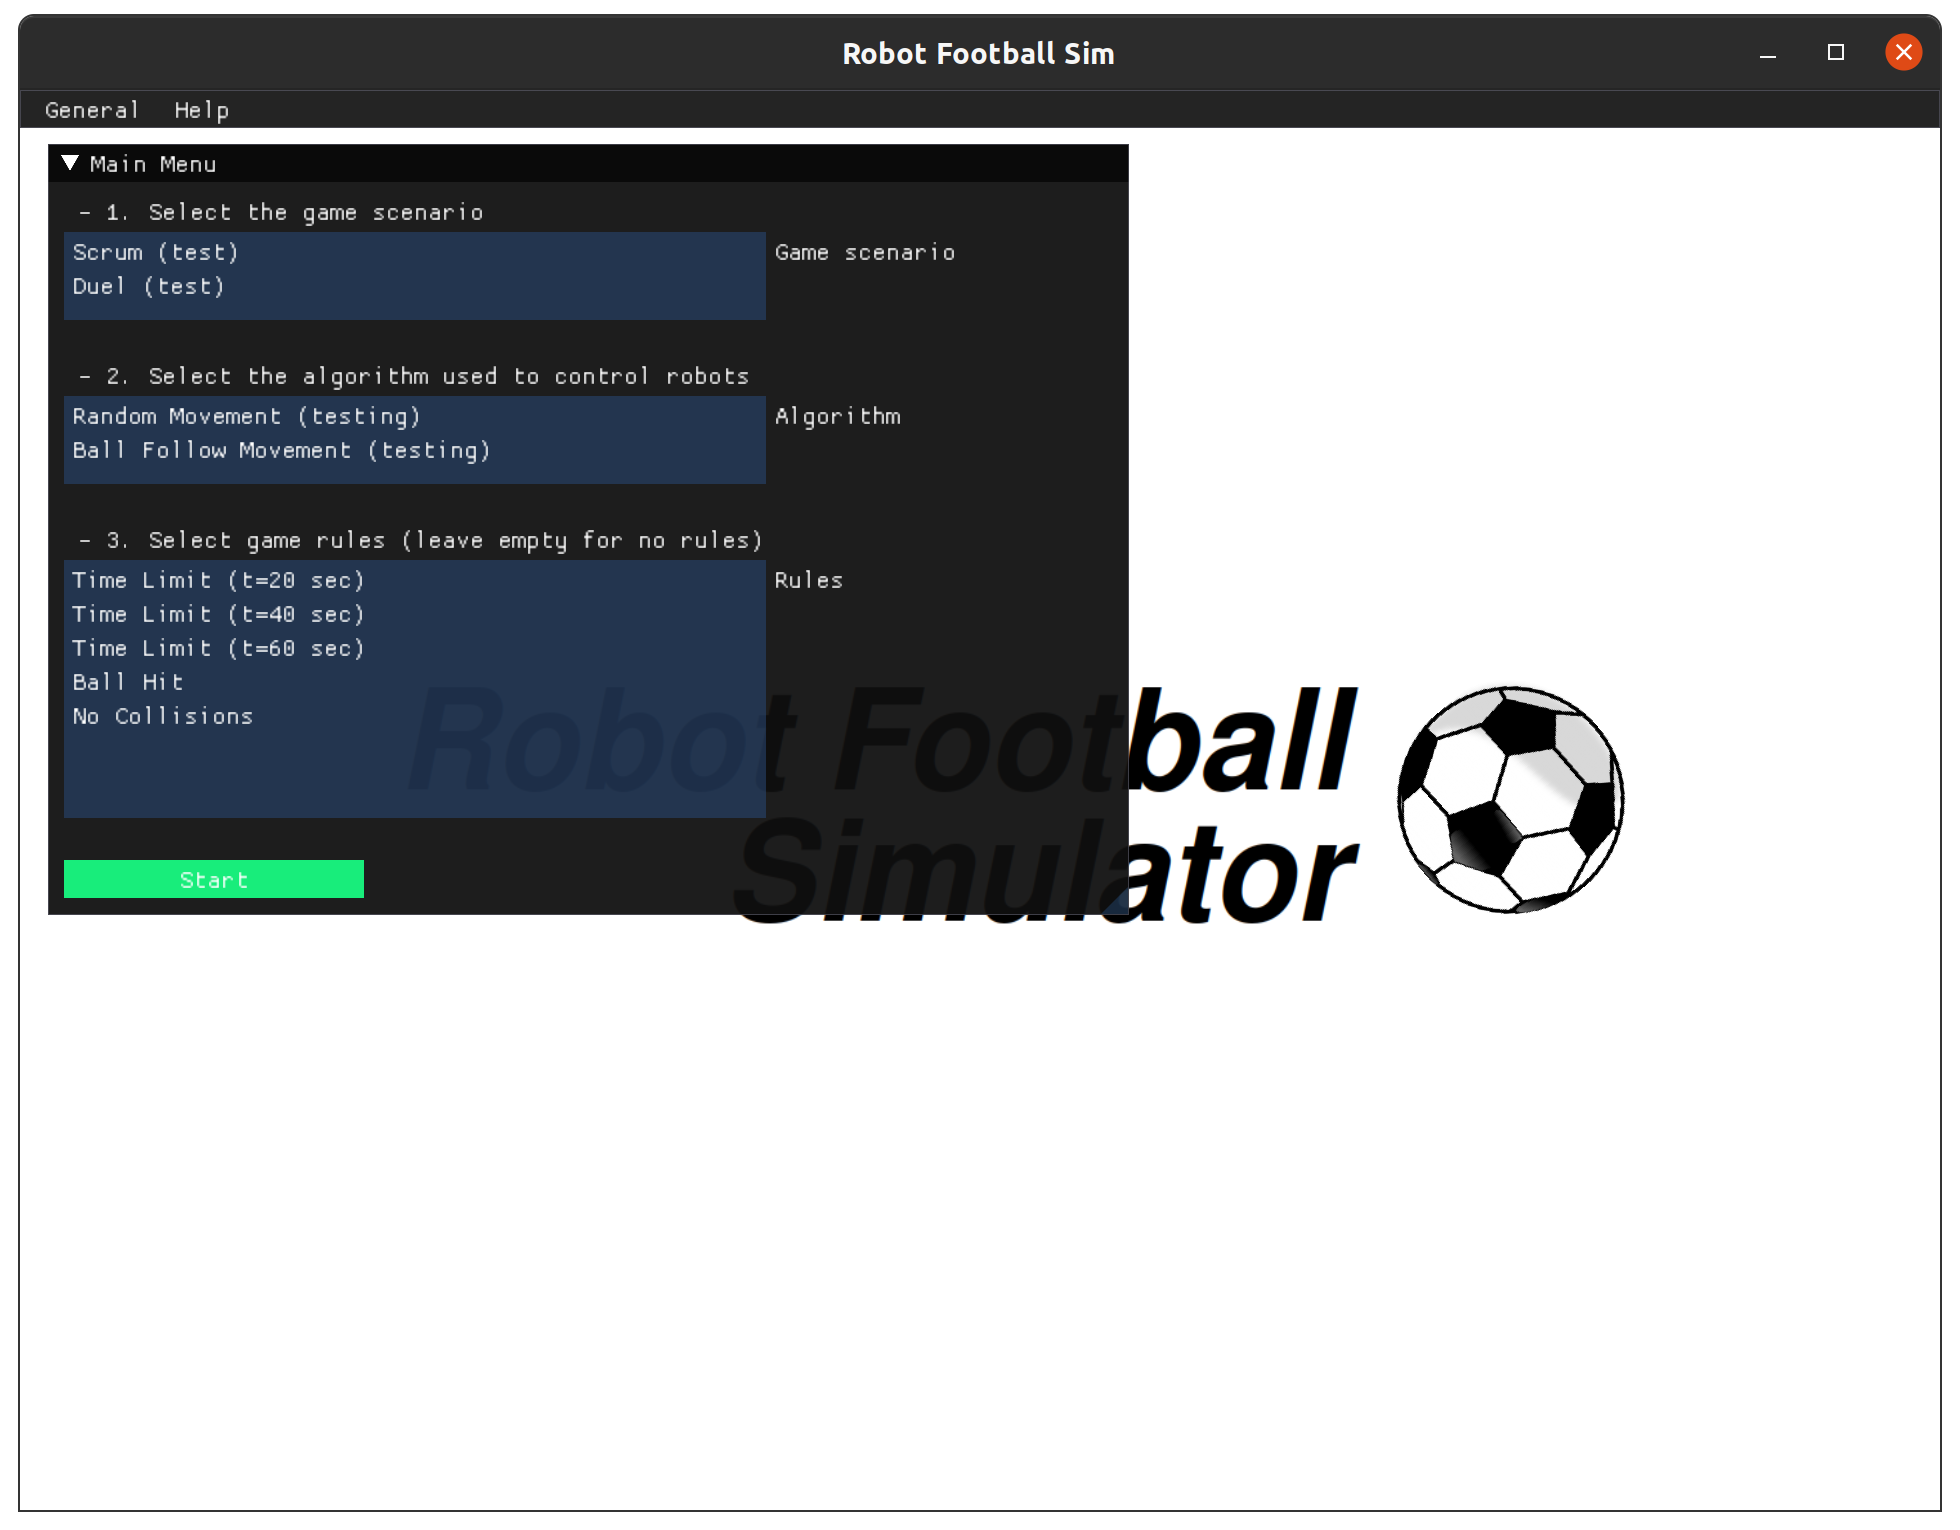 Robot Football Sim
General Help
Main Menu
- 1. Select the game scenario
Scrum (test) Game scenario
Duel (test)
- 2. Select the algorithm used to control robots
Random Movement (testing) Algorithm
Ball Follow Movement (testing)
- 3. Select game rules (leave empty for no rules)
Time Limit (t=20 sec) Rules
Time Limit (t=40 sec)
Time Limit (t=60 sec)
Ball Hit
No Collisions
Robot Football
Simulator
Start